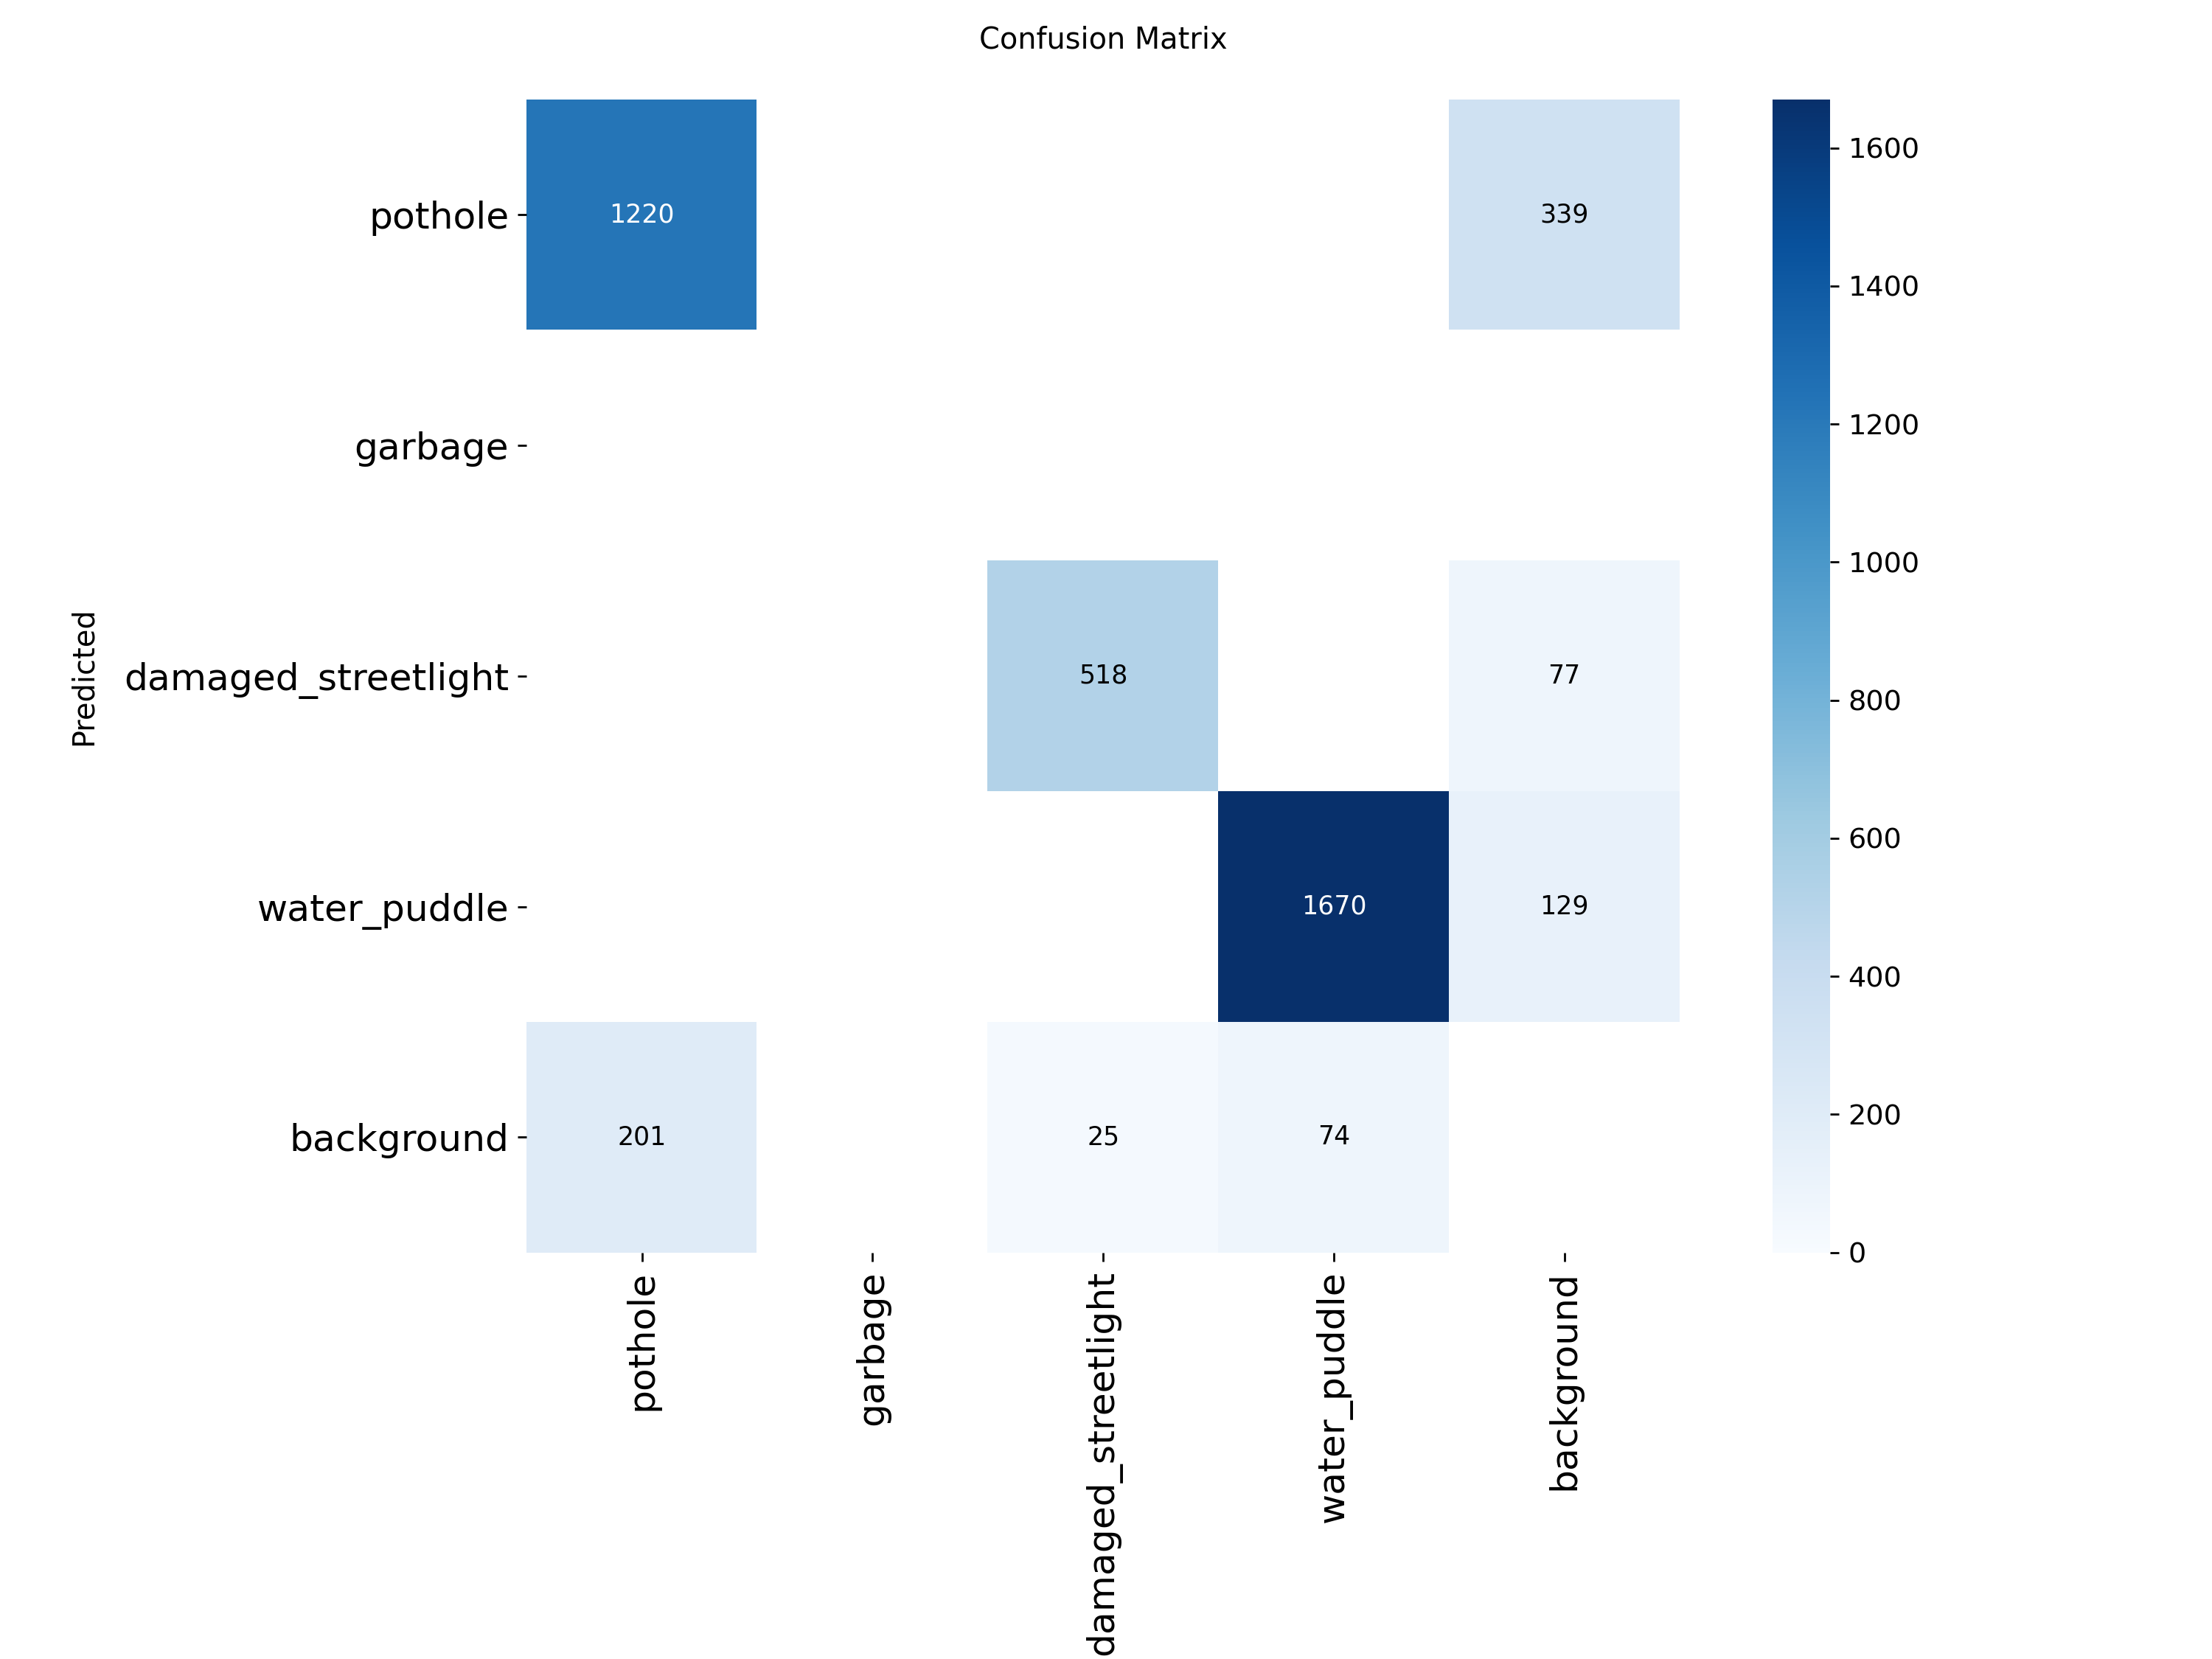 Confusion Matrix
Predicted
pothole
1220
339
garbage
damaged_streetlight
518
77
water_puddle
1670
129
background
201
25
74
pothole
garbage
damaged_streetlight
water_puddle
background
1600
1400
1200
1000
800
600
400
200
0